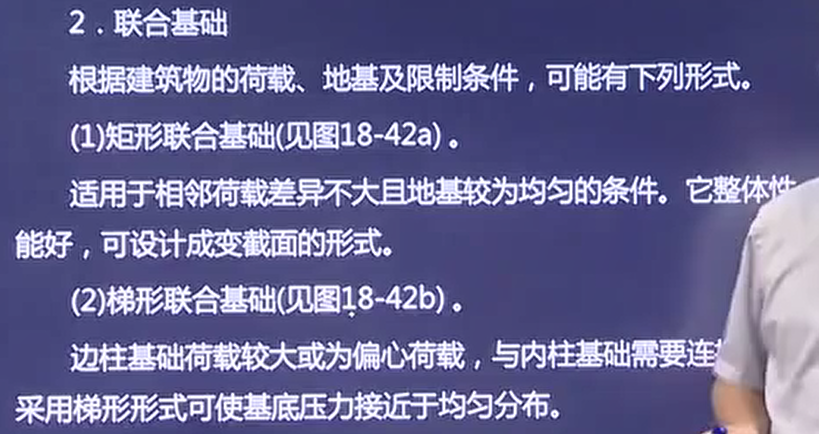 2．联合基础
根据建筑物的荷载、地基及限制条件，可能有下列形式。
(1)矩形联合基础(见图18-42a)。
适用于相邻荷载差异不大且地基较为均匀的条件。它整体性
能好，可设计成变截面的形式。
(2)梯形联合基础(见图18-42b)。
边柱基础荷载较大或为偏心荷载，与内柱基础需要连
采用梯形形式可使基底压力接近于均匀分布。